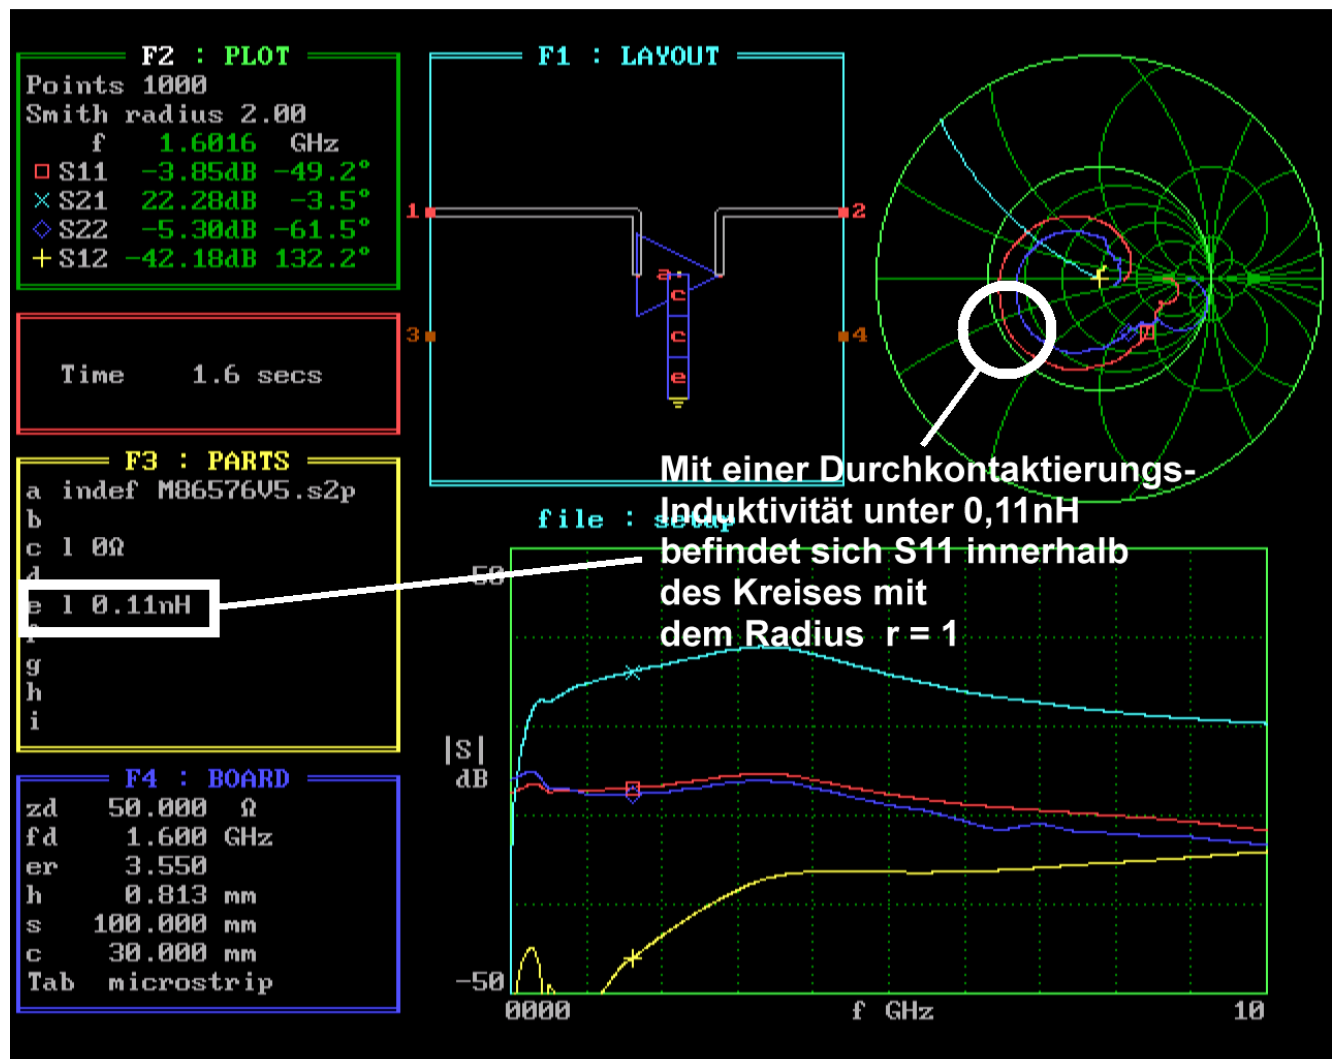 F2 : PLOT
Points 1000
Smith radius 2.00
f 1.6016 GHz
S11 -3.85dB -49.2°
S21 22.28dB -3.5°
S22 -5.30dB -61.5°
S12 -42.18dB 132.2°
Time 1.6 secs
F3 : PARTS
a indef M86576V5.s2p
b
c l 0Ω
d
e l 0.11nH
f
g
h
i
F4 : BOARD
zd 50.000 Ω
fd 1.600 GHz
er 3.550
h 0.813 mm
s 100.000 mm
c 30.000 mm
Tab microstrip
F1 : LAYOUT
1
2
a
c
3
c
4
e
Mit einer Durchkontaktierungs-
Induktivität unter 0,11nH
befindet sich S11 innerhalb
des Kreises mit
dem Radius r = 1
file : setup
50
|S|
dB
-50
0000
f GHz
10